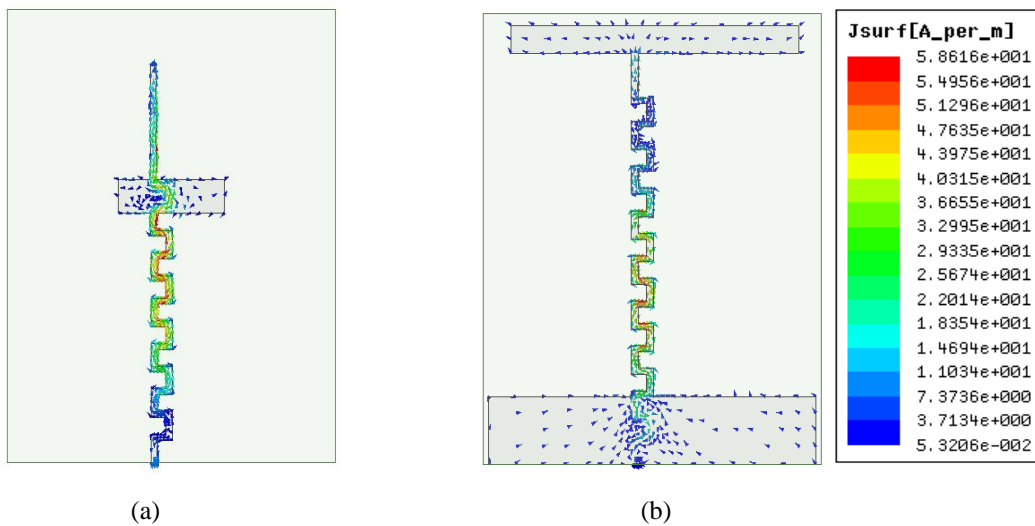 Jsurf[A_per_m]
5.8616e+001
5.4956e+001
5.1296e+001
4.7635e+001
4.3975e+001
4.0315e+001
3.6655e+001
3.2995e+001
2.9335e+001
2.5674e+001
2.2014e+001
1.8354e+001
1.4694e+001
1.1034e+001
7.3736e+000
3.7134e+000
5.3206e-002
(a)
(b)